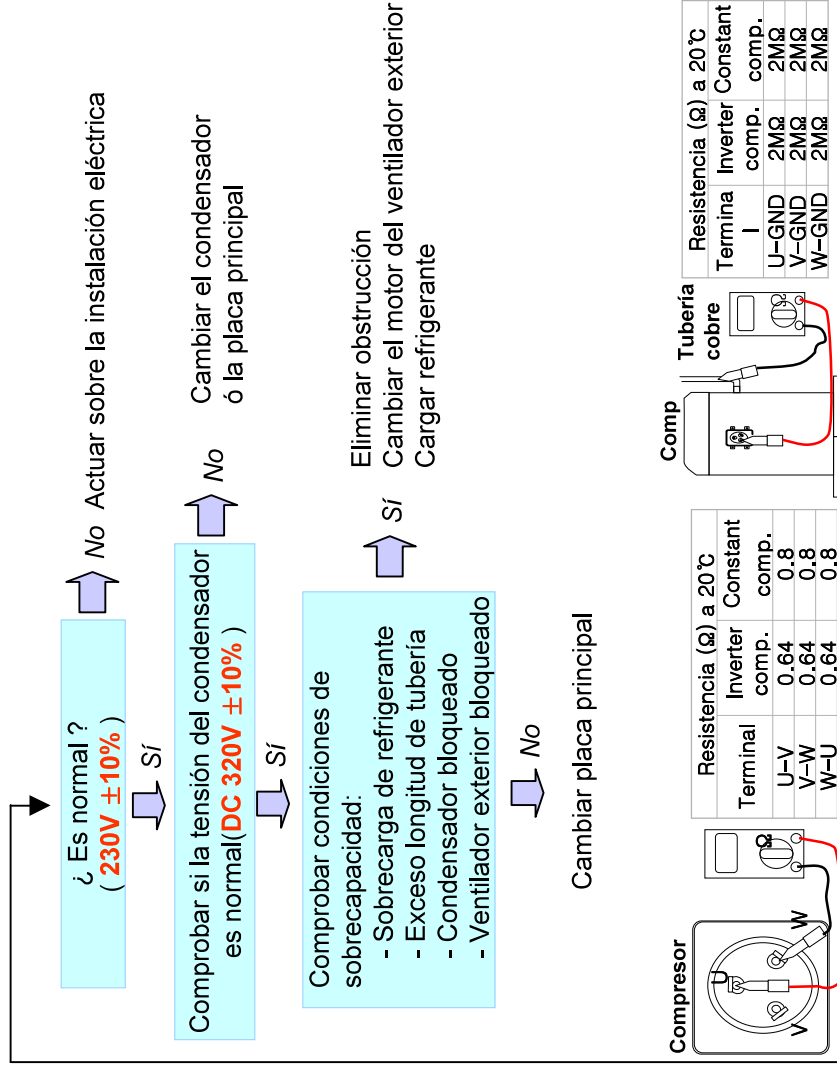 ¿ Es normal ?
( 230V ±10% )
No Actuar sobre la instalación eléctrica
Sí
Comprobar si la tensión del condensador
es normal(DC 320V ±10% )
No
Cambiar el condensador
ó la placa principal
Sí
Comprobar condiciones de
sobrecapacidad:
- Sobrecarga de refrigerante
- Exceso longitud de tubería
- Condensador bloqueado
- Ventilador exterior bloqueado
Sí
Eliminar obstrucción
Cambiar el motor del ventilador exterior
Cargar refrigerante
No
Cambiar placa principal
Compresor
U
V
W
Ω
Resistencia (Ω) a 20℃
Terminal Inverter comp. Constant comp.
U-V 0.64 0.8
V-W 0.64 0.8
W-U 0.64 0.8
Comp
Tubería
cobre
Ω
Resistencia (Ω) a 20℃
Termina
l Inverter comp. Constant comp.
U-GND 2MΩ 2MΩ
V-GND 2MΩ 2MΩ
W-GND 2MΩ 2MΩ